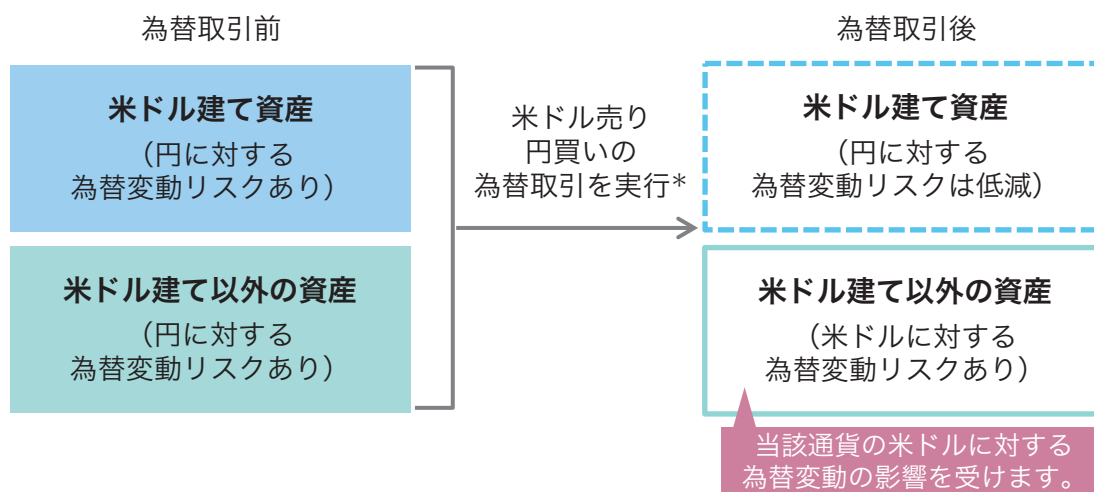 為替取引前
米ドル建て資産
（円に対する
為替変動リスクあり）
米ドル建て以外の資産
（円に対する
為替変動リスクあり）
米ドル売り
円買いの
為替取引を実行*
為替取引後
米ドル建て資産
（円に対する
為替変動リスクは低減）
米ドル建て以外の資産
（米ドルに対する
為替変動リスクあり）
当該通貨の米ドルに対する
為替変動の影響を受けます。